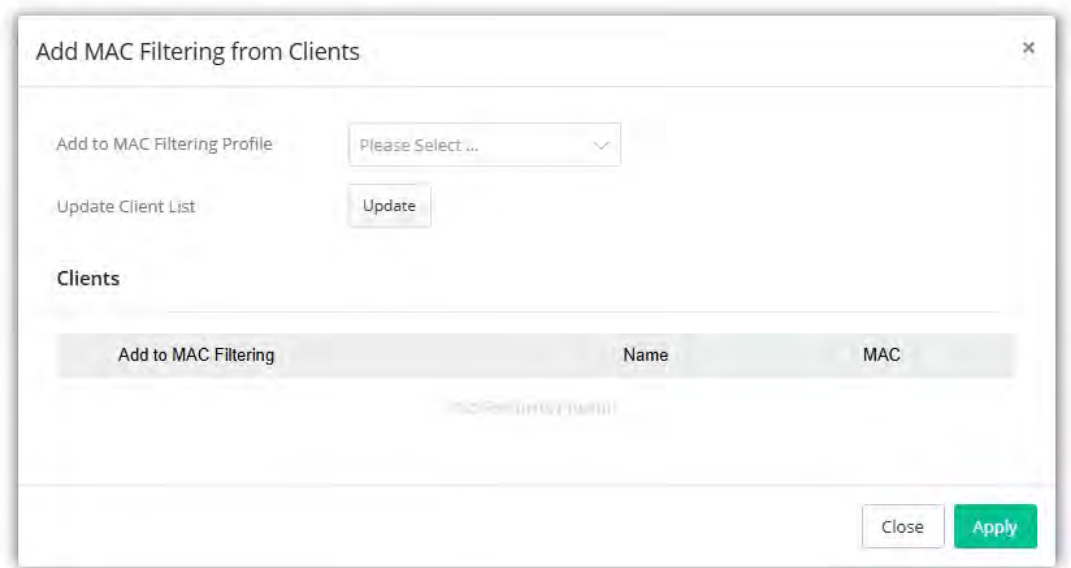 Add MAC Filtering from Clients ×
Add to MAC Filtering Profile Please Select ...
Update Client List Update
Clients
Add to MAC Filtering Name MAC
Close Apply